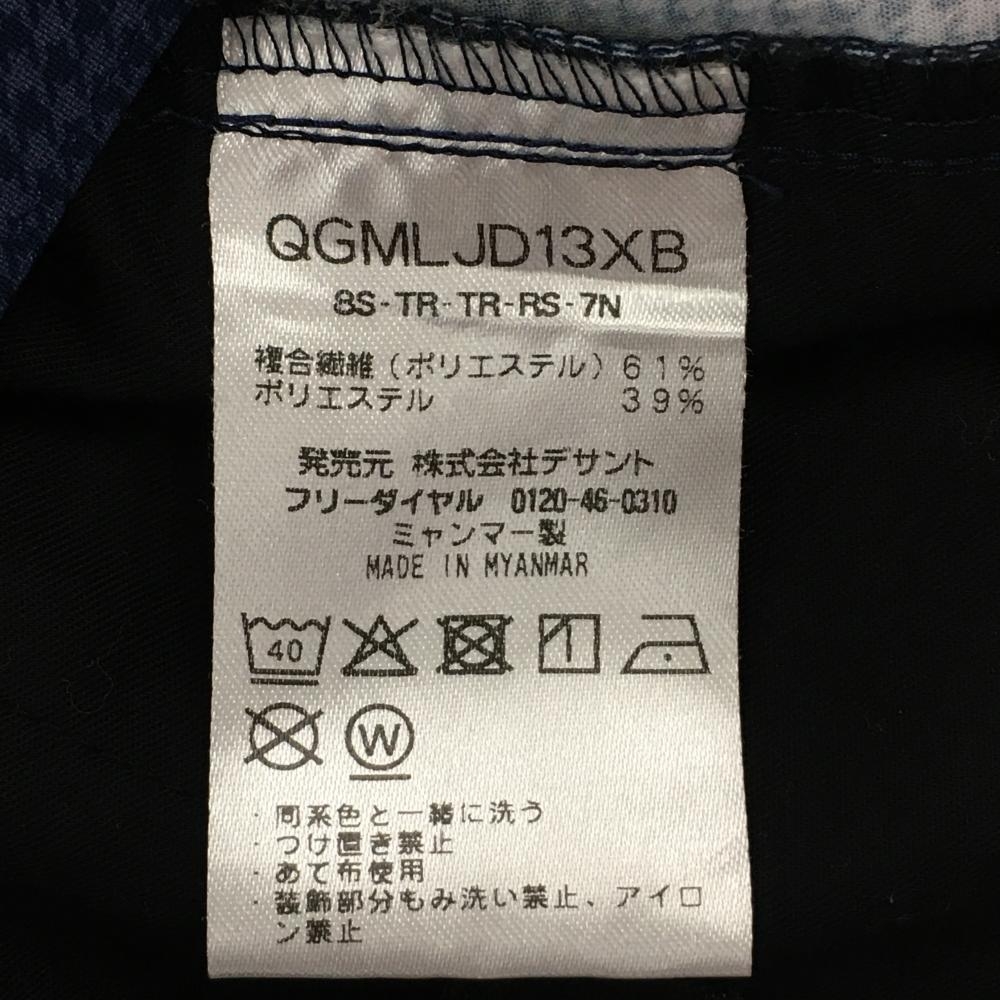 QGMLJD13XB
8S-TR-TR-RS-7N
複合繊維(ポリエステル) 61%
ポリエステル 39%
発売元 株式会社デサント
フリーダイヤル 0120-46-0310
ミャンマー製
MADE IN MYANMAR
40
W
・同系色と一緒に洗う
・つけ置き禁止
・あて布使用
・装飾部分もみ洗い禁止、アイロ
ン禁止